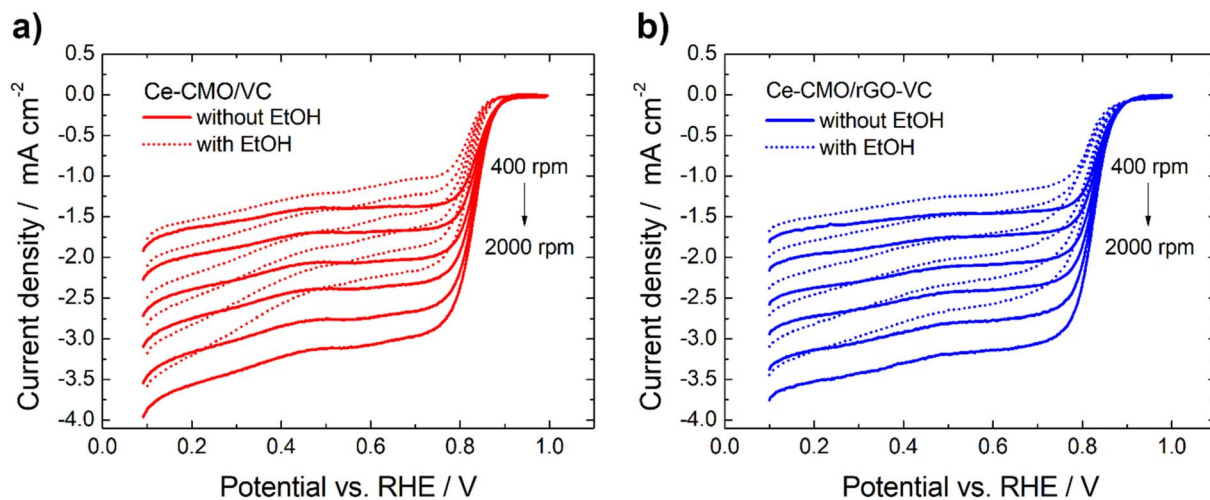 a)
0.5
0.0
-0.5
-1.0
-1.5
-2.0
-2.5
-3.0
-3.5
-4.0
Current density / mA cm⁻²
Ce-CMO/VC
without EtOH
with EtOH
400 rpm
2000 rpm
0.0 0.2 0.4 0.6 0.8 1.0
Potential vs. RHE / V
b)
0.5
0.0
-0.5
-1.0
-1.5
-2.0
-2.5
-3.0
-3.5
-4.0
Current density / mA cm⁻²
Ce-CMO/rGO-VC
without EtOH
with EtOH
400 rpm
2000 rpm
0.0 0.2 0.4 0.6 0.8 1.0
Potential vs. RHE / V